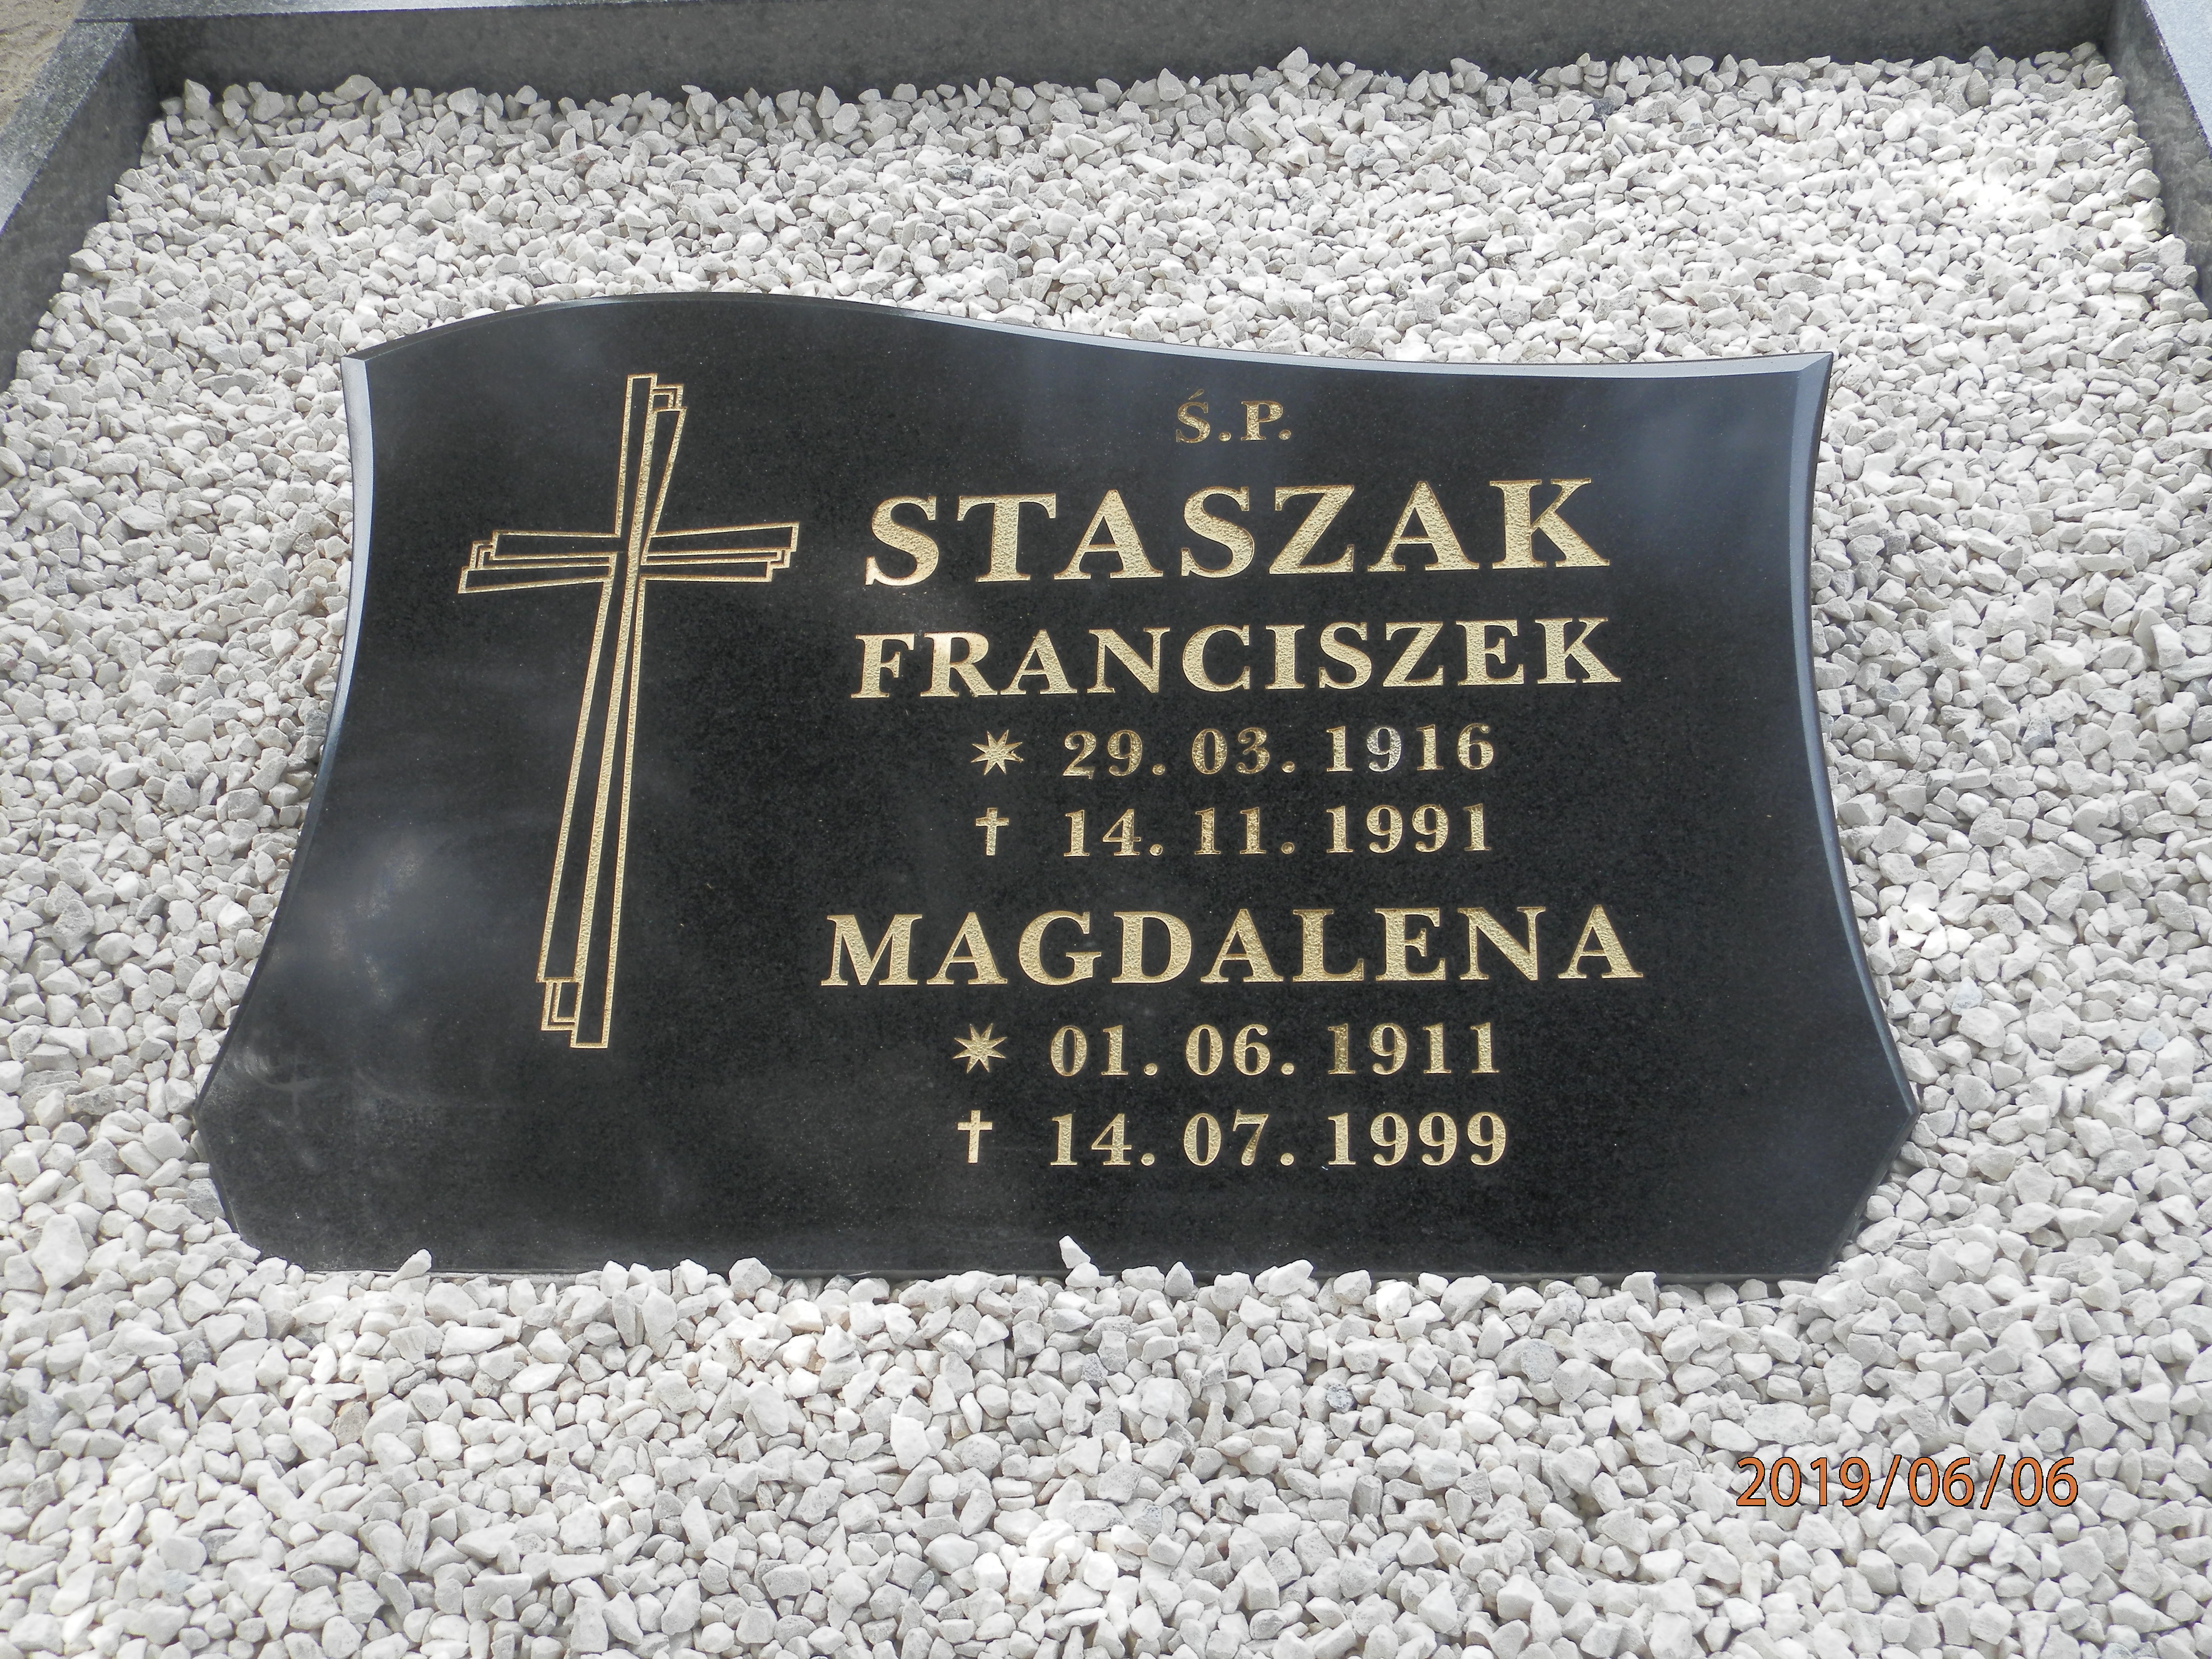 Ś.P.
STASZAK
FRANCISZEK
* 29. 03. 1916
† 14. 11. 1991
MAGDALENA
* 01. 06. 1911
† 14. 07. 1999
2019/06/06